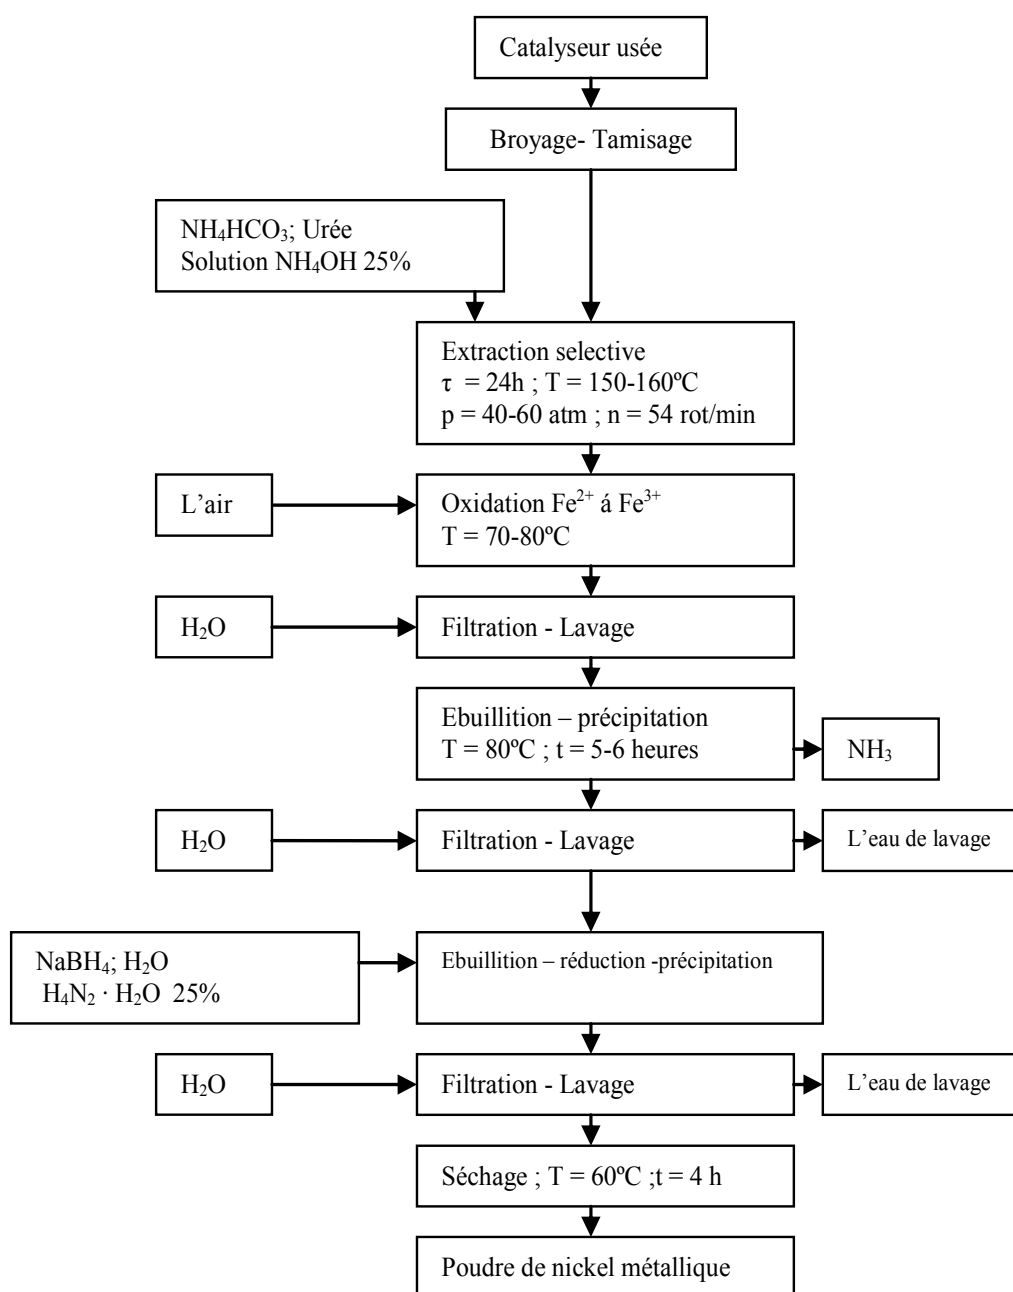 Catalyseur usée
Broyage- Tamisage
NH₄HCO₃; Urée
Solution NH₄OH 25%
Extraction selective
τ = 24h ; T = 150-160ºC
p = 40-60 atm ; n = 54 rot/min
L’air
Oxidation Fe²⁺ á Fe³⁺
T = 70-80ºC
H₂O
Filtration - Lavage
Ebuillition – précipitation
T = 80ºC ; t = 5-6 heures
NH₃
H₂O
Filtration - Lavage
L’eau de lavage
NaBH₄; H₂O
H₄N₂ · H₂O 25%
Ebuillition – réduction -précipitation
H₂O
Filtration - Lavage
L’eau de lavage
Séchage ; T = 60ºC ;t = 4 h
Poudre de nickel métallique